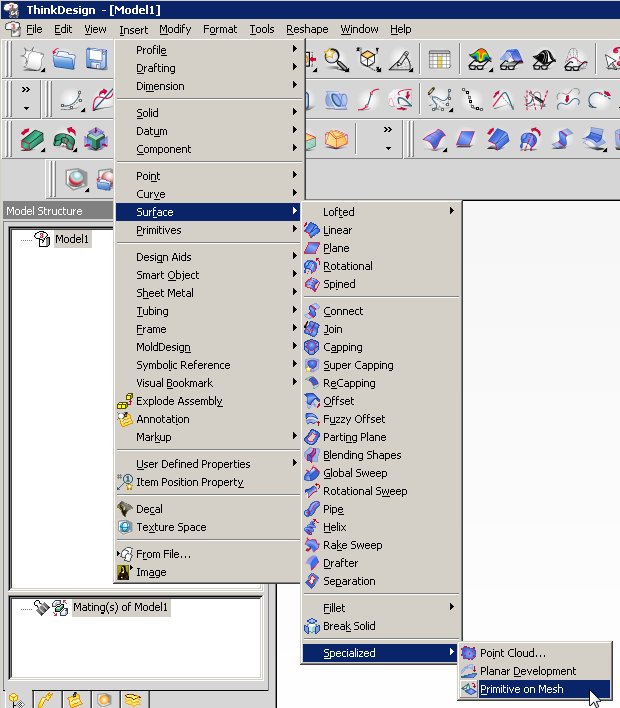 ThinkDesign - [Model1]
File Edit View Insert Modify Format Tools Reshape Window Help
Profile
Drafting
Dimension
Solid
Datum
Component
Point
Curve
Surface
Primitives
Design Aids
Smart Object
Sheet Metal
Tubing
Frame
MoldDesign
Symbolic Reference
Visual Bookmark
Explode Assembly
Annotation
Markup
User Defined Properties
Item Position Property
Decal
Texture Space
From File...
Image
Model Structure
Model1
Mating(s) of Model1
Lofted
Linear
Plane
Rotational
Spined
Connect
Join
Capping
Super Capping
ReCapping
Offset
Fuzzy Offset
Parting Plane
Blending Shapes
Global Sweep
Rotational Sweep
Pipe
Helix
Rake Sweep
Drafter
Separation
Fillet
Break Solid
Specialized
Point Cloud...
Planar Development
Primitive on Mesh